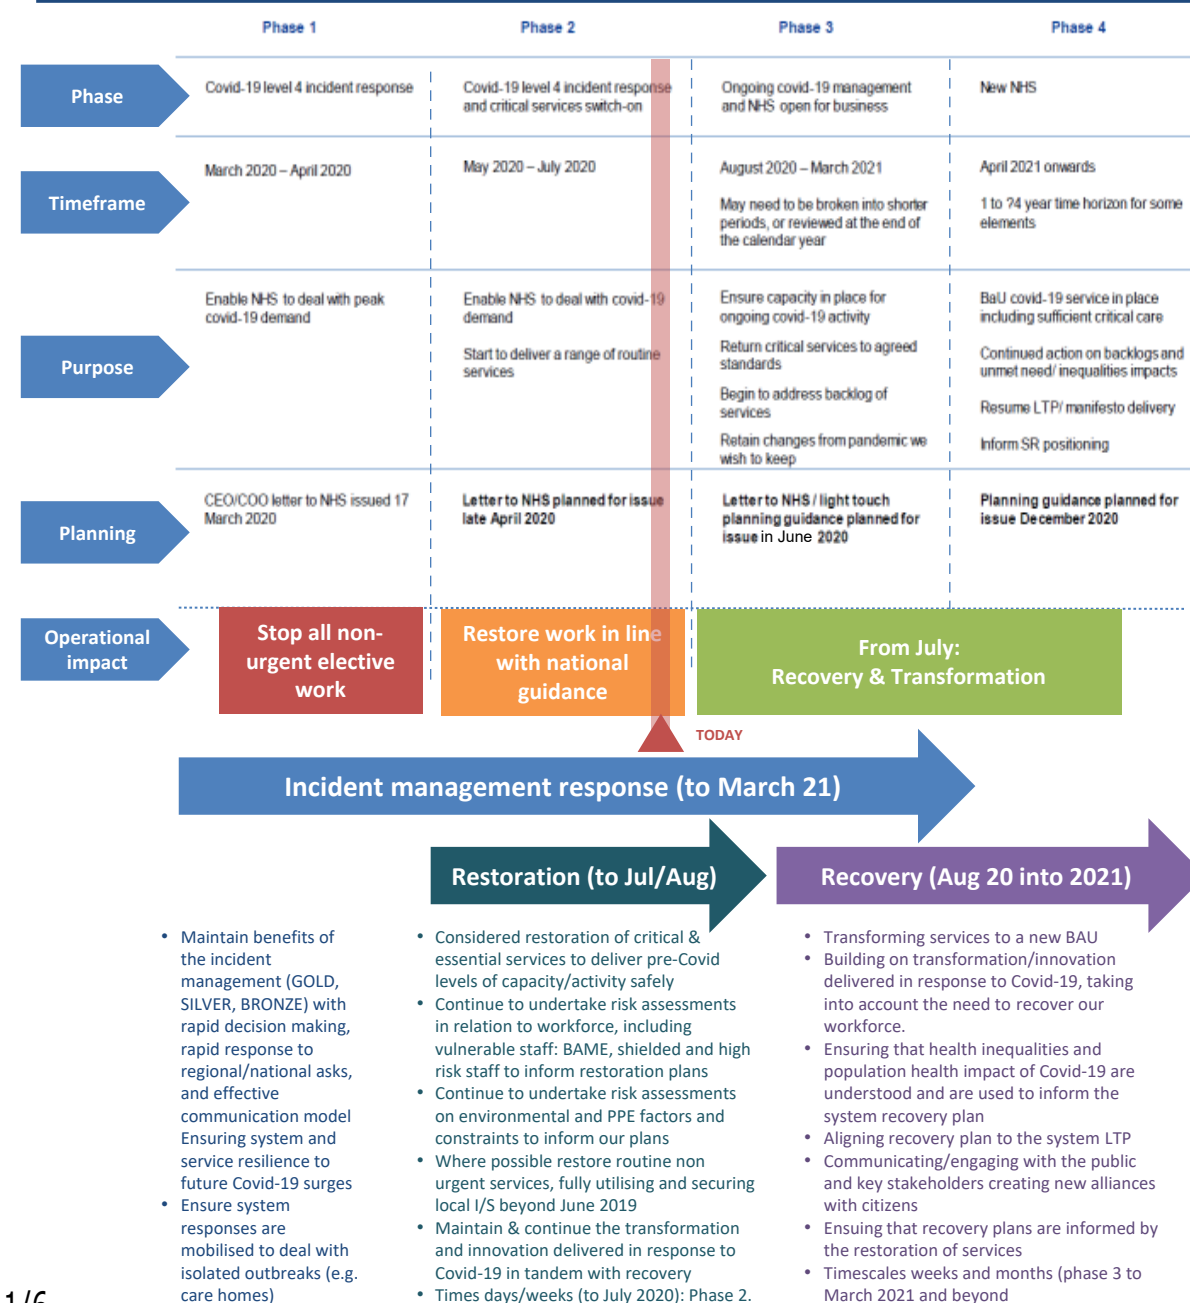 Phase 1
Phase 2
Phase 3
Phase 4
Phase
Covid-19 level 4 incident response
Covid-19 level 4 incident response
and critical services switch-on
Ongoing covid-19 management
and NHS open for business
New NHS
Timeframe
March 2020 – April 2020
May 2020 – July 2020
August 2020 – March 2021
May need to be broken into shorter
periods, or reviewed at the end of
the calendar year
April 2021 onwards
1 to ?4 year time horizon for some
elements
Purpose
Enable NHS to deal with peak
covid-19 demand
Enable NHS to deal with covid-19
demand
Start to deliver a range of routine
services
Ensure capacity in place for
ongoing covid-19 activity
Return critical services to agreed
standards
Begin to address backlog of
services
Retain changes from pandemic we
wish to keep
BaU covid-19 service in place
including sufficient critical care
Continued action on backlogs and
unmet need/ inequalities impacts
Resume LTP/ manifesto delivery
Inform SR positioning
Planning
CEO/COO letter to NHS issued 17
March 2020
Letter to NHS planned for issue
late April 2020
Letter to NHS / light touch
planning guidance planned for
issue in June 2020
Planning guidance planned for
issue December 2020
Operational
impact
Stop all non-
urgent elective
work
Restore work in line
with national
guidance
From July:
Recovery & Transformation
TODAY
Incident management response (to March 21)
Restoration (to Jul/Aug)
Recovery (Aug 20 into 2021)
• Maintain benefits of
the incident
management (GOLD,
SILVER, BRONZE) with
rapid decision making,
rapid response to
regional/national asks,
and effective
communication model
Ensuring system and
service resilience to
future Covid-19 surges
• Ensure system
responses are
mobilised to deal with
isolated outbreaks (e.g.
care homes)
• Considered restoration of critical &
essential services to deliver pre-Covid
levels of capacity/activity safely
• Continue to undertake risk assessments
in relation to workforce, including
vulnerable staff: BAME, shielded and high
risk staff to inform restoration plans
• Continue to undertake risk assessments
on environmental and PPE factors and
constraints to inform our plans
• Where possible restore routine non
urgent services, fully utilising and securing
local I/S beyond June 2019
• Maintain & continue the transformation
and innovation delivered in response to
Covid-19 in tandem with recovery
• Times days/weeks (to July 2020): Phase 2.
• Transforming services to a new BAU
• Building on transformation/innovation
delivered in response to Covid-19, taking
into account the need to recover our
workforce.
• Ensuring that health inequalities and
population health impact of Covid-19 are
understood and are used to inform the
system recovery plan
• Aligning recovery plan to the system LTP
• Communicating/engaging with the public
and key stakeholders creating new alliances
with citizens
• Ensuing that recovery plans are informed by
the restoration of services
• Timescales weeks and months (phase 3 to
March 2021 and beyond
1/6